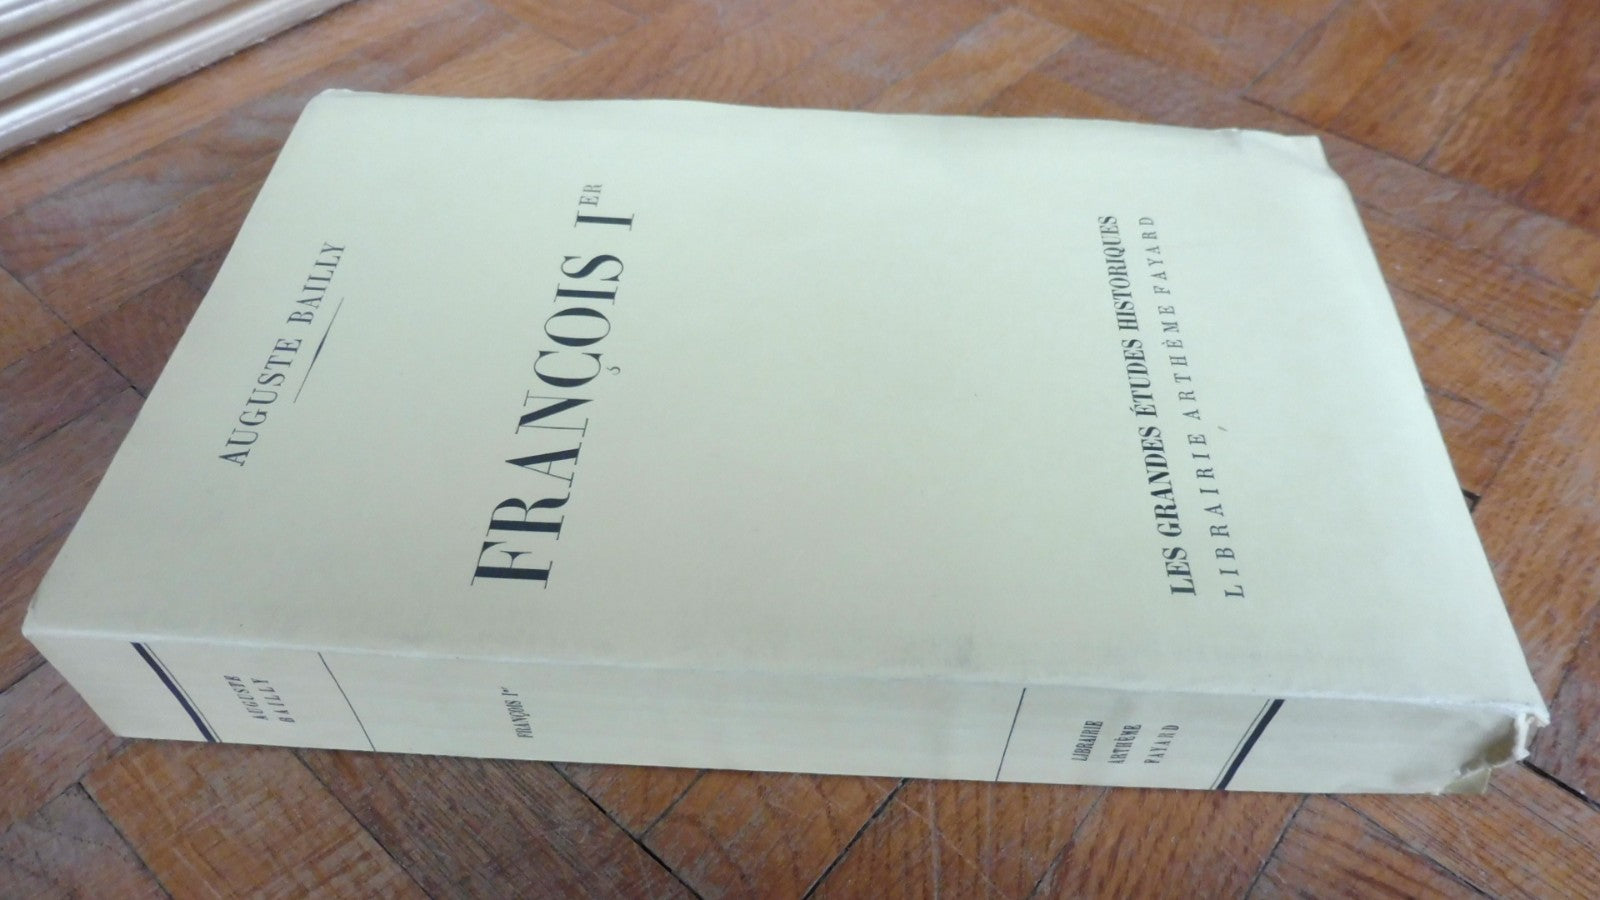 AUGUSTE BAILLY
FRANÇOIS IER
LES GRANDES ÉTUDES HISTORIQUES
LIBRAIRIE ARTHÈME FAYARD
AUGUSTE
BAILLY
FRANÇOIS Ier
LIBRAIRIE
ARTHÈME
FAYARD